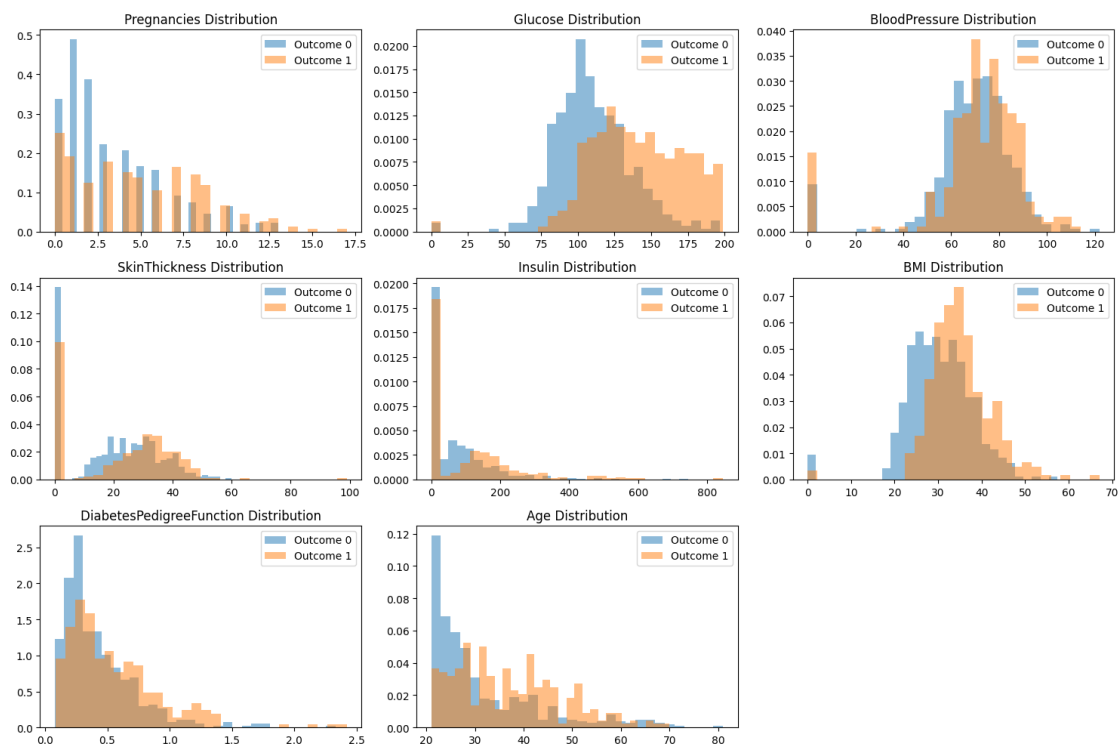 Pregnancies Distribution
0.5
0.4
0.3
0.2
0.1
0.0
0.0 2.5 5.0 7.5 10.0 12.5 15.0 17.5
Outcome 0
Outcome 1
Glucose Distribution
0.0200
0.0175
0.0150
0.0125
0.0100
0.0075
0.0050
0.0025
0.0000
0 50 100 150 200
Outcome 0
Outcome 1
BloodPressure Distribution
0.040
0.035
0.030
0.025
0.020
0.015
0.010
0.005
0.000
0 20 40 60 80 100 120
Outcome 0
Outcome 1
SkinThickness Distribution
0.14
0.12
0.10
0.08
0.06
0.04
0.02
0.00
0 20 40 60 80 100
Outcome 0
Outcome 1
Insulin Distribution
0.0200
0.0175
0.0150
0.0125
0.0100
0.0075
0.0050
0.0025
0.0000
0 200 400 600 800
Outcome 0
Outcome 1
BMI Distribution
0.07
0.06
0.05
0.04
0.03
0.02
0.01
0.00
0 10 20 30 40 50 60 70
Outcome 0
Outcome 1
DiabetesPedigreeFunction Distribution
2.5
2.0
1.5
1.0
0.5
0.0
0.0 0.5 1.0 1.5 2.0 2.5
Outcome 0
Outcome 1
Age Distribution
0.12
0.10
0.08
0.06
0.04
0.02
0.00
20 30 40 50 60 70 80
Outcome 0
Outcome 1